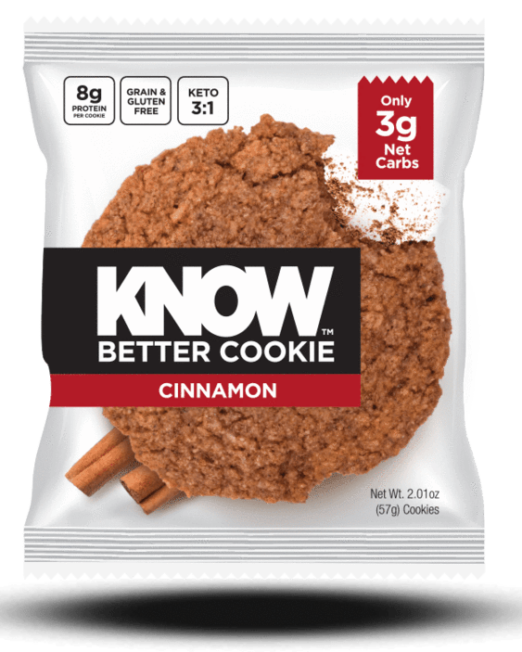 8g
PROTEIN
PER COOKIE
GRAIN &
GLUTEN
FREE
KETO
3:1
Only
3g
Net
Carbs
KNOW™
BETTER COOKIE
CINNAMON
Net Wt. 2.01oz
(57g) Cookies